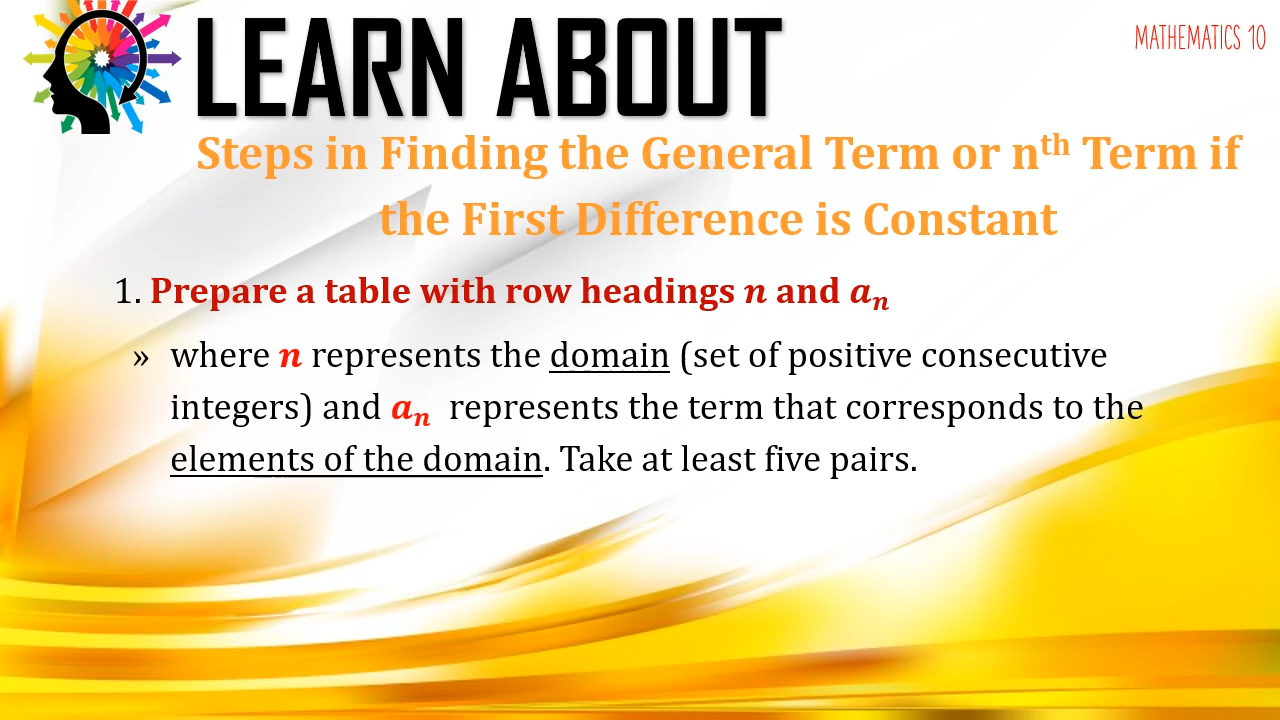 LEARN ABOUT
MATHEMATICS 10
Steps in Finding the General Term or nᵗʰ Term if
the First Difference is Constant
1. Prepare a table with row headings n and aₙ
» where n represents the domain (set of positive consecutive
integers) and aₙ represents the term that corresponds to the
elements of the domain. Take at least five pairs.